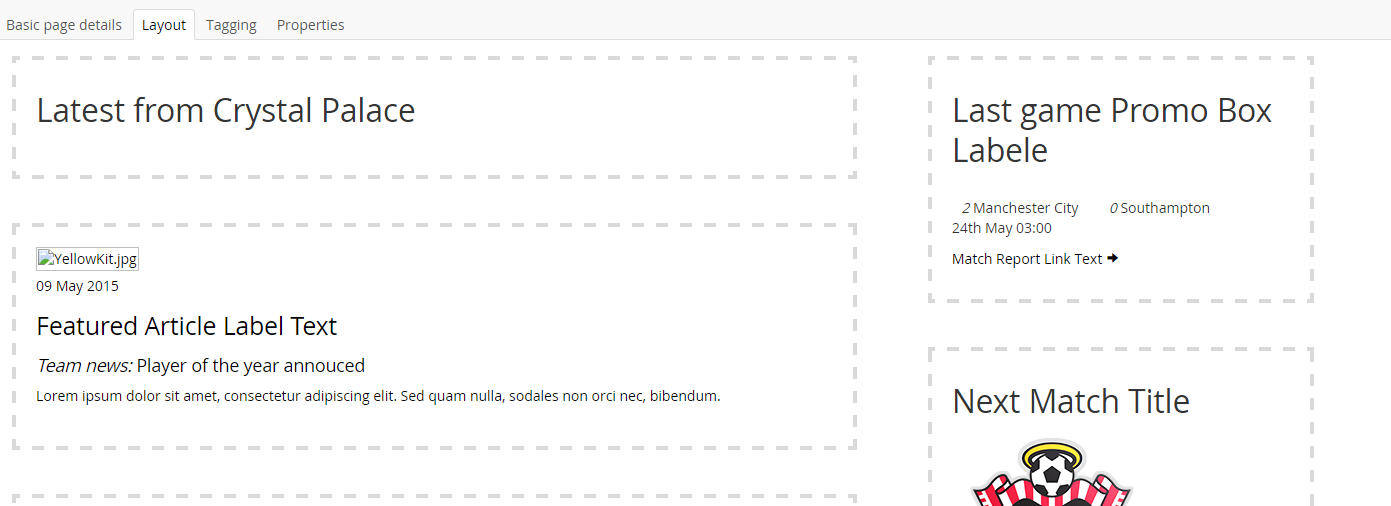 Basic page details Layout Tagging Properties
Latest from Crystal Palace
YellowKit.jpg
09 May 2015
Featured Article Label Text
Team news: Player of the year annouced
Lorem ipsum dolor sit amet, consectetur adipiscing elit. Sed quam nulla, sodales non orci nec, bibendum.
Last game Promo Box
Labele
2 Manchester City 0 Southampton
24th May 03:00
Match Report Link Text
Next Match Title